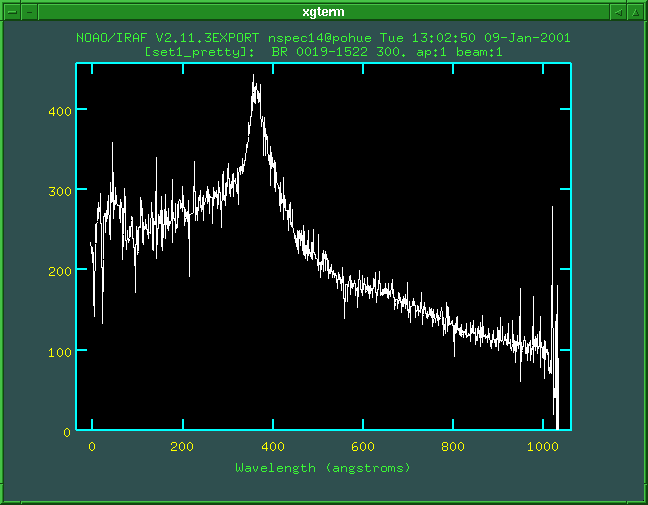 xgterm
NOAO/IRAF V2.11.3EXPORT nspec14@pohue Tue 13:02:50 09-Jan-2001
[set1_pretty]: BR 0019-1522 300. ap:1 beam:1
400
300
200
100
0
0 200 400 600 800 1000
Wavelength (angstroms)